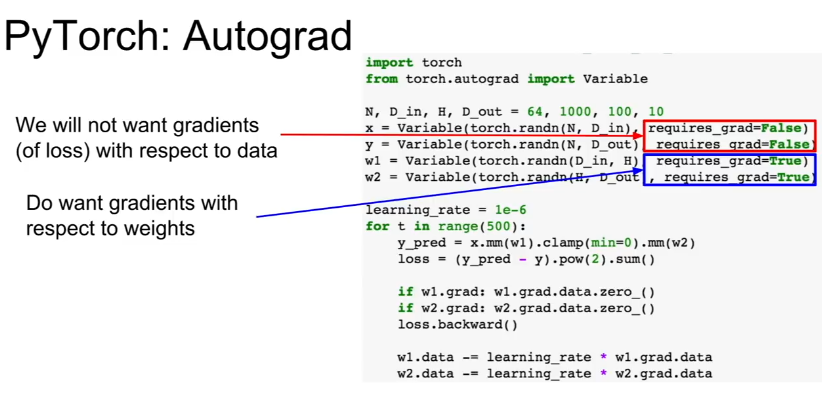 PyTorch: Autograd
We will not want gradients
(of loss) with respect to data
Do want gradients with
respect to weights
import torch
from torch.autograd import Variable
N, D_in, H, D_out = 64, 1000, 100, 10
x = Variable(torch.randn(N, D_in), requires_grad=False)
y = Variable(torch.randn(N, D_out), requires_grad=False)
w1 = Variable(torch.randn(D_in, H), requires_grad=True)
w2 = Variable(torch.randn(H, D_out), requires_grad=True)
learning_rate = 1e-6
for t in range(500):
    y_pred = x.mm(w1).clamp(min=0).mm(w2)
    loss = (y_pred - y).pow(2).sum()
    if w1.grad: w1.grad.data.zero_()
    if w2.grad: w2.grad.data.zero_()
    loss.backward()
    w1.data -= learning_rate * w1.grad.data
    w2.data -= learning_rate * w2.grad.data